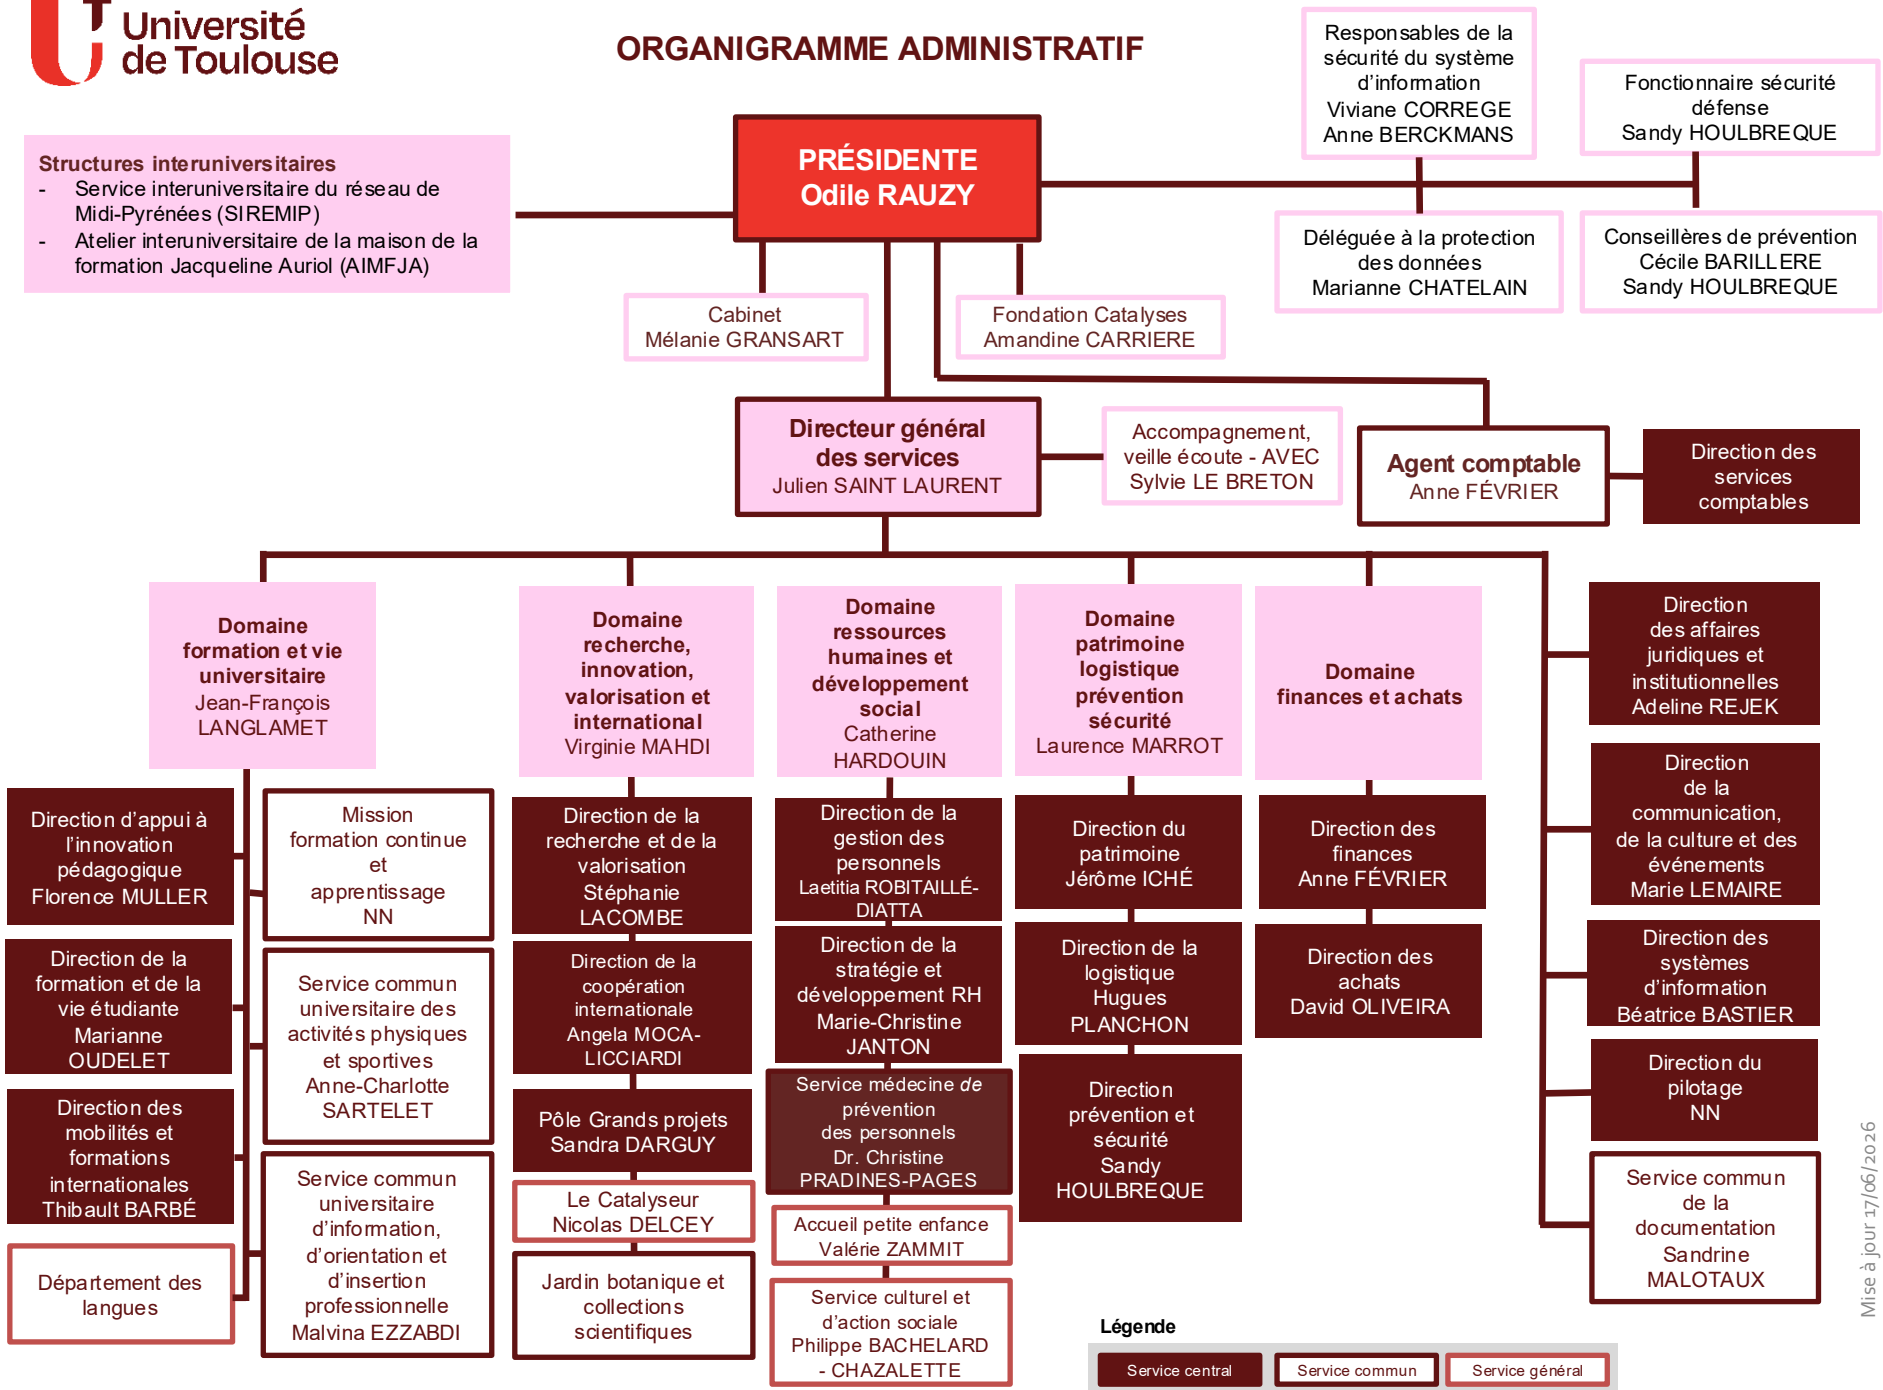 Université
de Toulouse
ORGANIGRAMME ADMINISTRATIF
Responsables de la
sécurité du système
d'information
Viviane CORREGE
Anne BERCKMANS
Fonctionnaire sécurité
défense
Sandy HOULBREQUE
Structures interuniversitaires
- Service interuniversitaire du réseau de
Midi-Pyrénées (SIREMIP)
- Atelier interuniversitaire de la maison de la
formation Jacqueline Auriol (AIMFJA)
PRÉSIDENTE
Odile RAUZY
Déléguée à la protection
des données
Marianne CHATELAIN
Conseillères de prévention
Cécile BARILLERE
Sandy HOULBREQUE
Cabinet
Mélanie GRANSART
Fondation Catalyses
Amandine CARRIERE
Directeur général
des services
Julien SAINT LAURENT
Accompagnement,
veille écoute - AVEC
Sylvie LE BRETON
Agent comptable
Anne FÉVRIER
Direction des
services
comptables
Domaine
formation et vie
universitaire
Jean-François
LANGLAMET
Domaine
recherche,
innovation,
valorisation et
international
Virginie MAHDI
Domaine
ressources
humaines et
développement
social
Catherine
HARDOUIN
Domaine
patrimoine
logistique
prévention
sécurité
Laurence MARROT
Domaine
finances et achats
Direction
des affaires
juridiques et
institutionnelles
Adeline REJEK
Direction d'appui à
l'innovation
pédagogique
Florence MULLER
Mission
formation continue
et
apprentissage
NN
Direction de la
formation et de la
vie étudiante
Marianne
OUDELET
Service commun
universitaire des
activités physiques
et sportives
Anne-Charlotte
SARTELET
Direction des
mobilités et
formations
internationales
Thibault BARBÉ
Service commun
universitaire
d'information,
d'orientation et
d'insertion
professionnelle
Malvina EZZABDI
Département des
langues
Direction de la
recherche et de la
valorisation
Stéphanie
LACOMBE
Direction de la
coopération
internationale
Angela MOCA-
LICCIARDI
Pôle Grands projets
Sandra DARGUY
Le Catalyseur
Nicolas DELCEY
Jardin botanique et
collections
scientifiques
Direction de la
gestion des
personnels
Laetitia ROBITAILLÉ-
DIATTA
Direction de la
stratégie et
développement RH
Marie-Christine
JANTON
Service médecine de
prévention
des personnels
Dr. Christine
PRADINES-PAGES
Accueil petite enfance
Valérie ZAMMIT
Service culturel et
d'action sociale
Philippe BACHELARD
- CHAZALETTE
Direction du
patrimoine
Jérôme ICHÉ
Direction de la
logistique
Hugues
PLANCHON
Direction
prévention et
sécurité
Sandy
HOULBREQUE
Direction des
finances
Anne FÉVRIER
Direction des
achats
David OLIVEIRA
Direction
de la
communication,
de la culture et des
événements
Marie LEMAIRE
Direction des
systèmes
d'information
Béatrice BASTIER
Direction du
pilotage
NN
Service commun
de la
documentation
Sandrine
MALOTAUX
Mise à jour 17/06/2026
Légende
Service central
Service commun
Service général